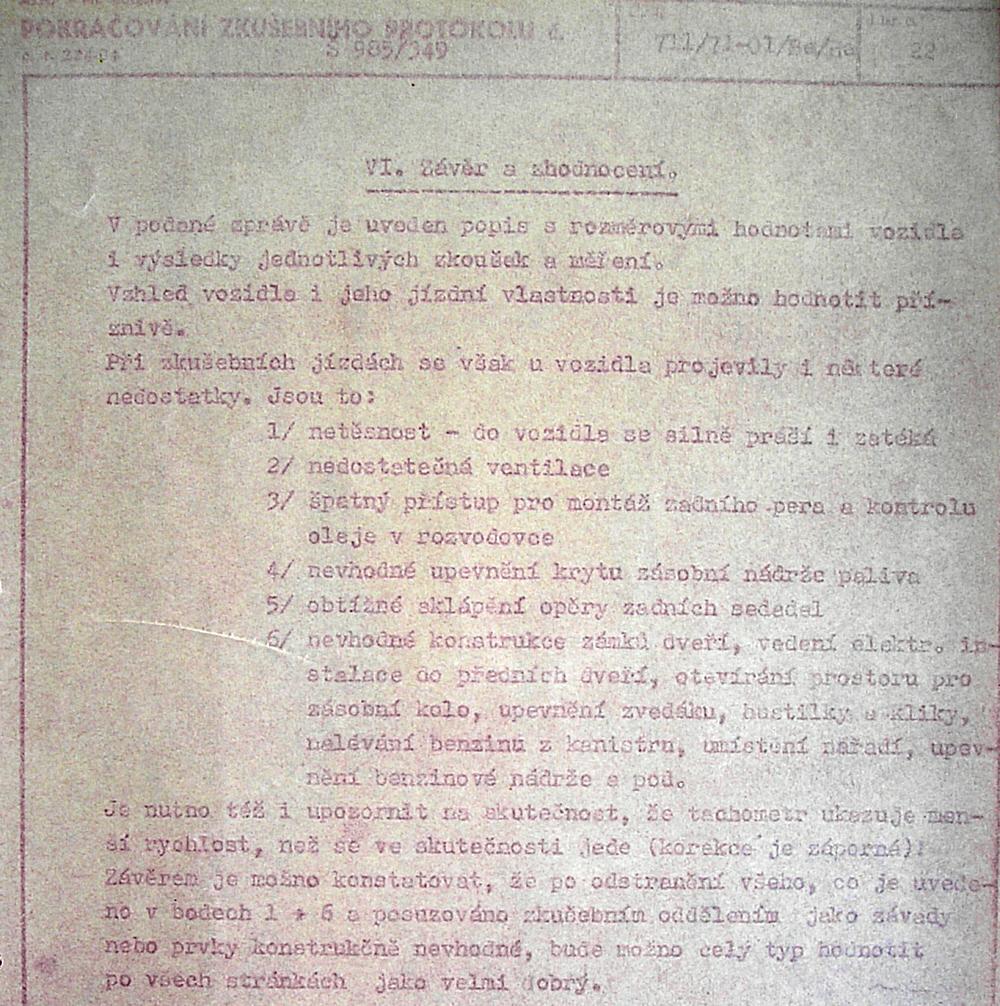 POKRAČOVÁNÍ ZKUŠEBNÍHO PROTOKOLU č.
S 985/349
22
VI. Závěr a zhodnocení.
V podané zprávě je uveden popis s rozměrovými hodnotami vozidla
i výsledky jednotlivých zkoušek a měření.
Vzhled vozidla i jeho jízdní vlastnosti je možno hodnotit pří-
znivě.
Při zkušebních jízdách se však u vozidla projevily i některé
nedostatky. Jsou to:
1/ netěsnost - do vozidla se silně práší i zatéká
2/ nedostatečná ventilace
3/ špatný přístup pro montáž zadního pera a kontrolu
oleje v rozvodovce
4/ nevhodné upevnění krytu zásobní nádrže paliva
5/ obtížné sklápění opěry zadních sedadel
6/ nevhodné konstrukce zámků dveří, vedení elektr. in-
stalace do předních dveří, otevírání prostoru pro
zásobní kolo, upevnění zvedáku, hustilky a kliky,
nalévání benzinu z kanistru, umístění nářadí, upev-
nění benzinové nádrže a pod.
Je nutno též i upozornit na skutečnost, že tachometr ukazuje men-
ší rychlost, než se ve skutečnosti jede (korekce je záporná)!
Závěrem je možno konstatovat, že po odstranění všeho, co je uvede-
no v bodech 1 + 6 a posuzováno zkušebním oddělením jako závady
nebo prvky konstrukčně nevhodné, bude možno celý typ hodnotit
po všech stránkách jako velmi dobrý.